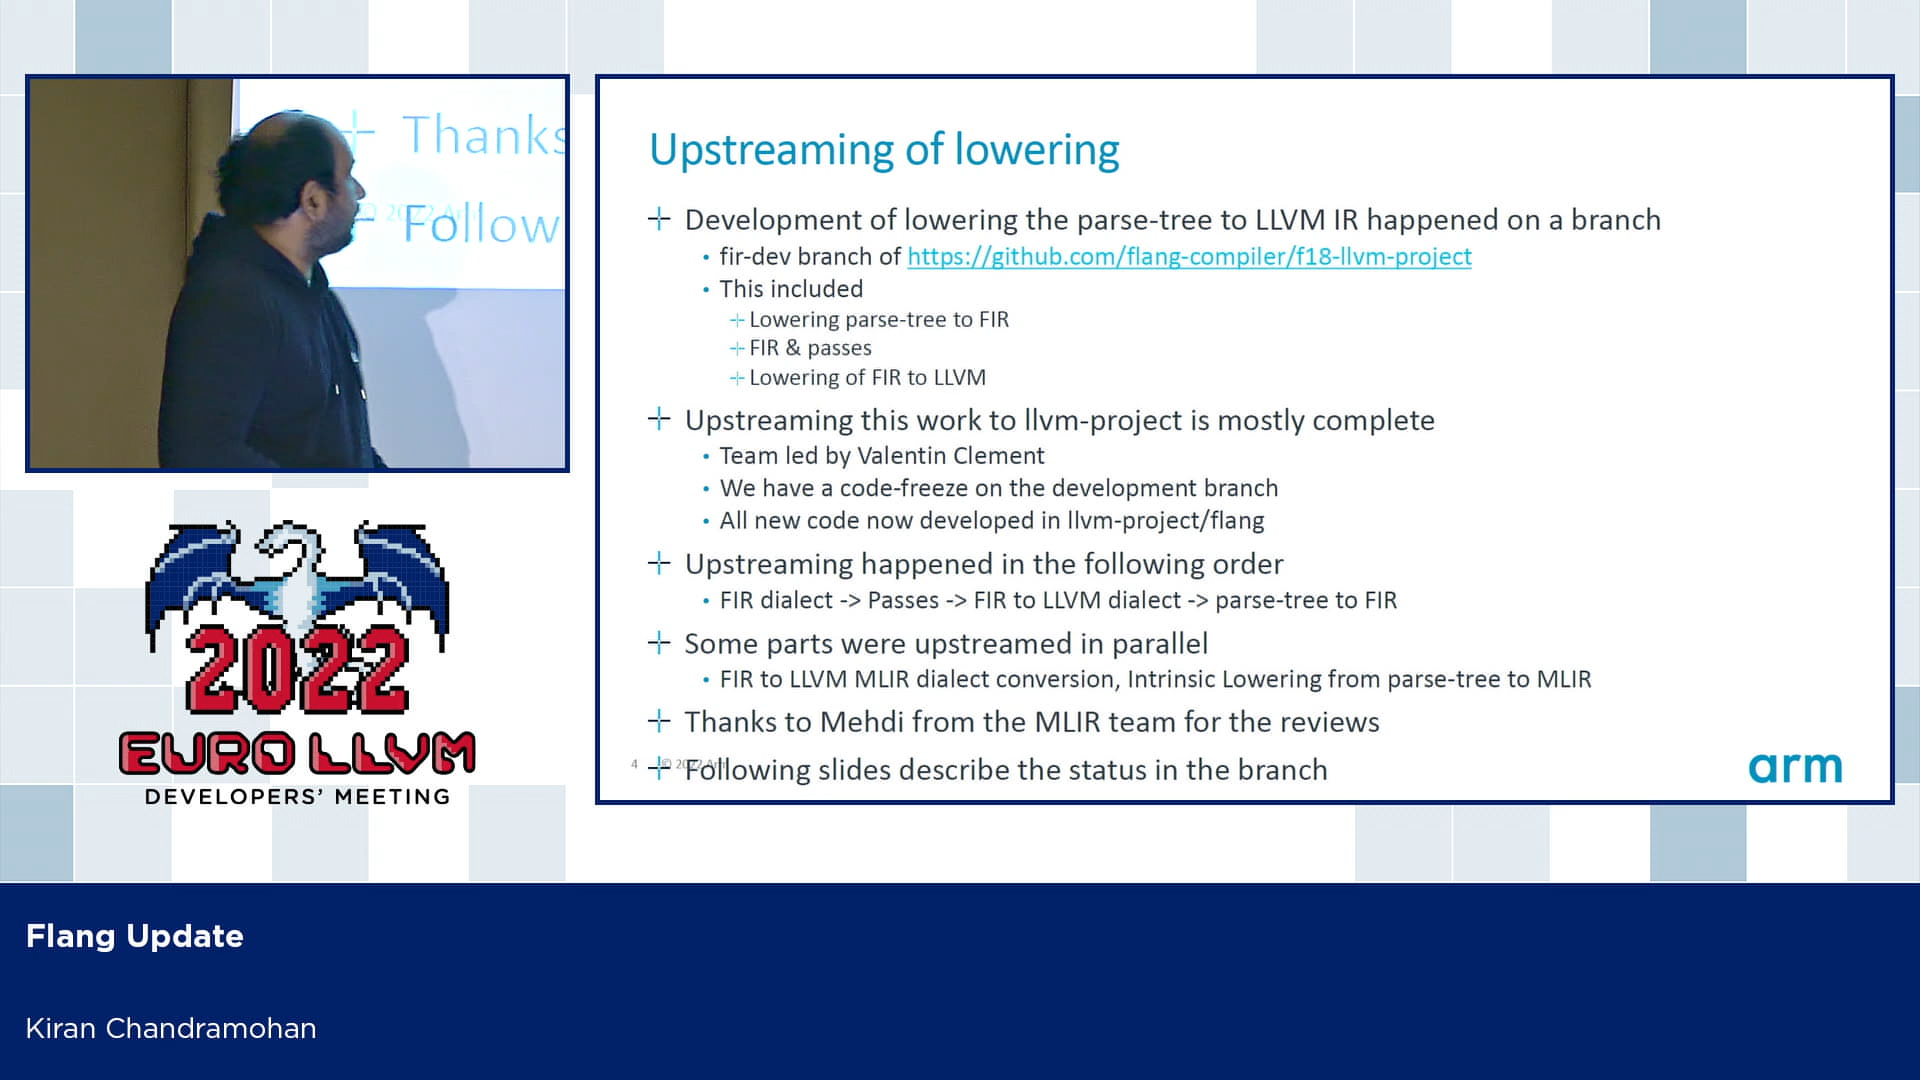 Thanks
Follow
Upstreaming of lowering
Development of lowering the parse-tree to LLVM IR happened on a branch
fir-dev branch of https://github.com/flang-compiler/f18-llvm-project
This included
Lowering parse-tree to FIR
FIR & passes
Lowering of FIR to LLVM
Upstreaming this work to llvm-project is mostly complete
Team led by Valentin Clement
We have a code-freeze on the development branch
All new code now developed in llvm-project/flang
Upstreaming happened in the following order
FIR dialect -> Passes -> FIR to LLVM dialect -> parse-tree to FIR
Some parts were upstreamed in parallel
FIR to LLVM MLIR dialect conversion, Intrinsic Lowering from parse-tree to MLIR
Thanks to Mehdi from the MLIR team for the reviews
Following slides describe the status in the branch
4
arm
2022
EURO LLVM
DEVELOPERS' MEETING
Flang Update
Kiran Chandramohan